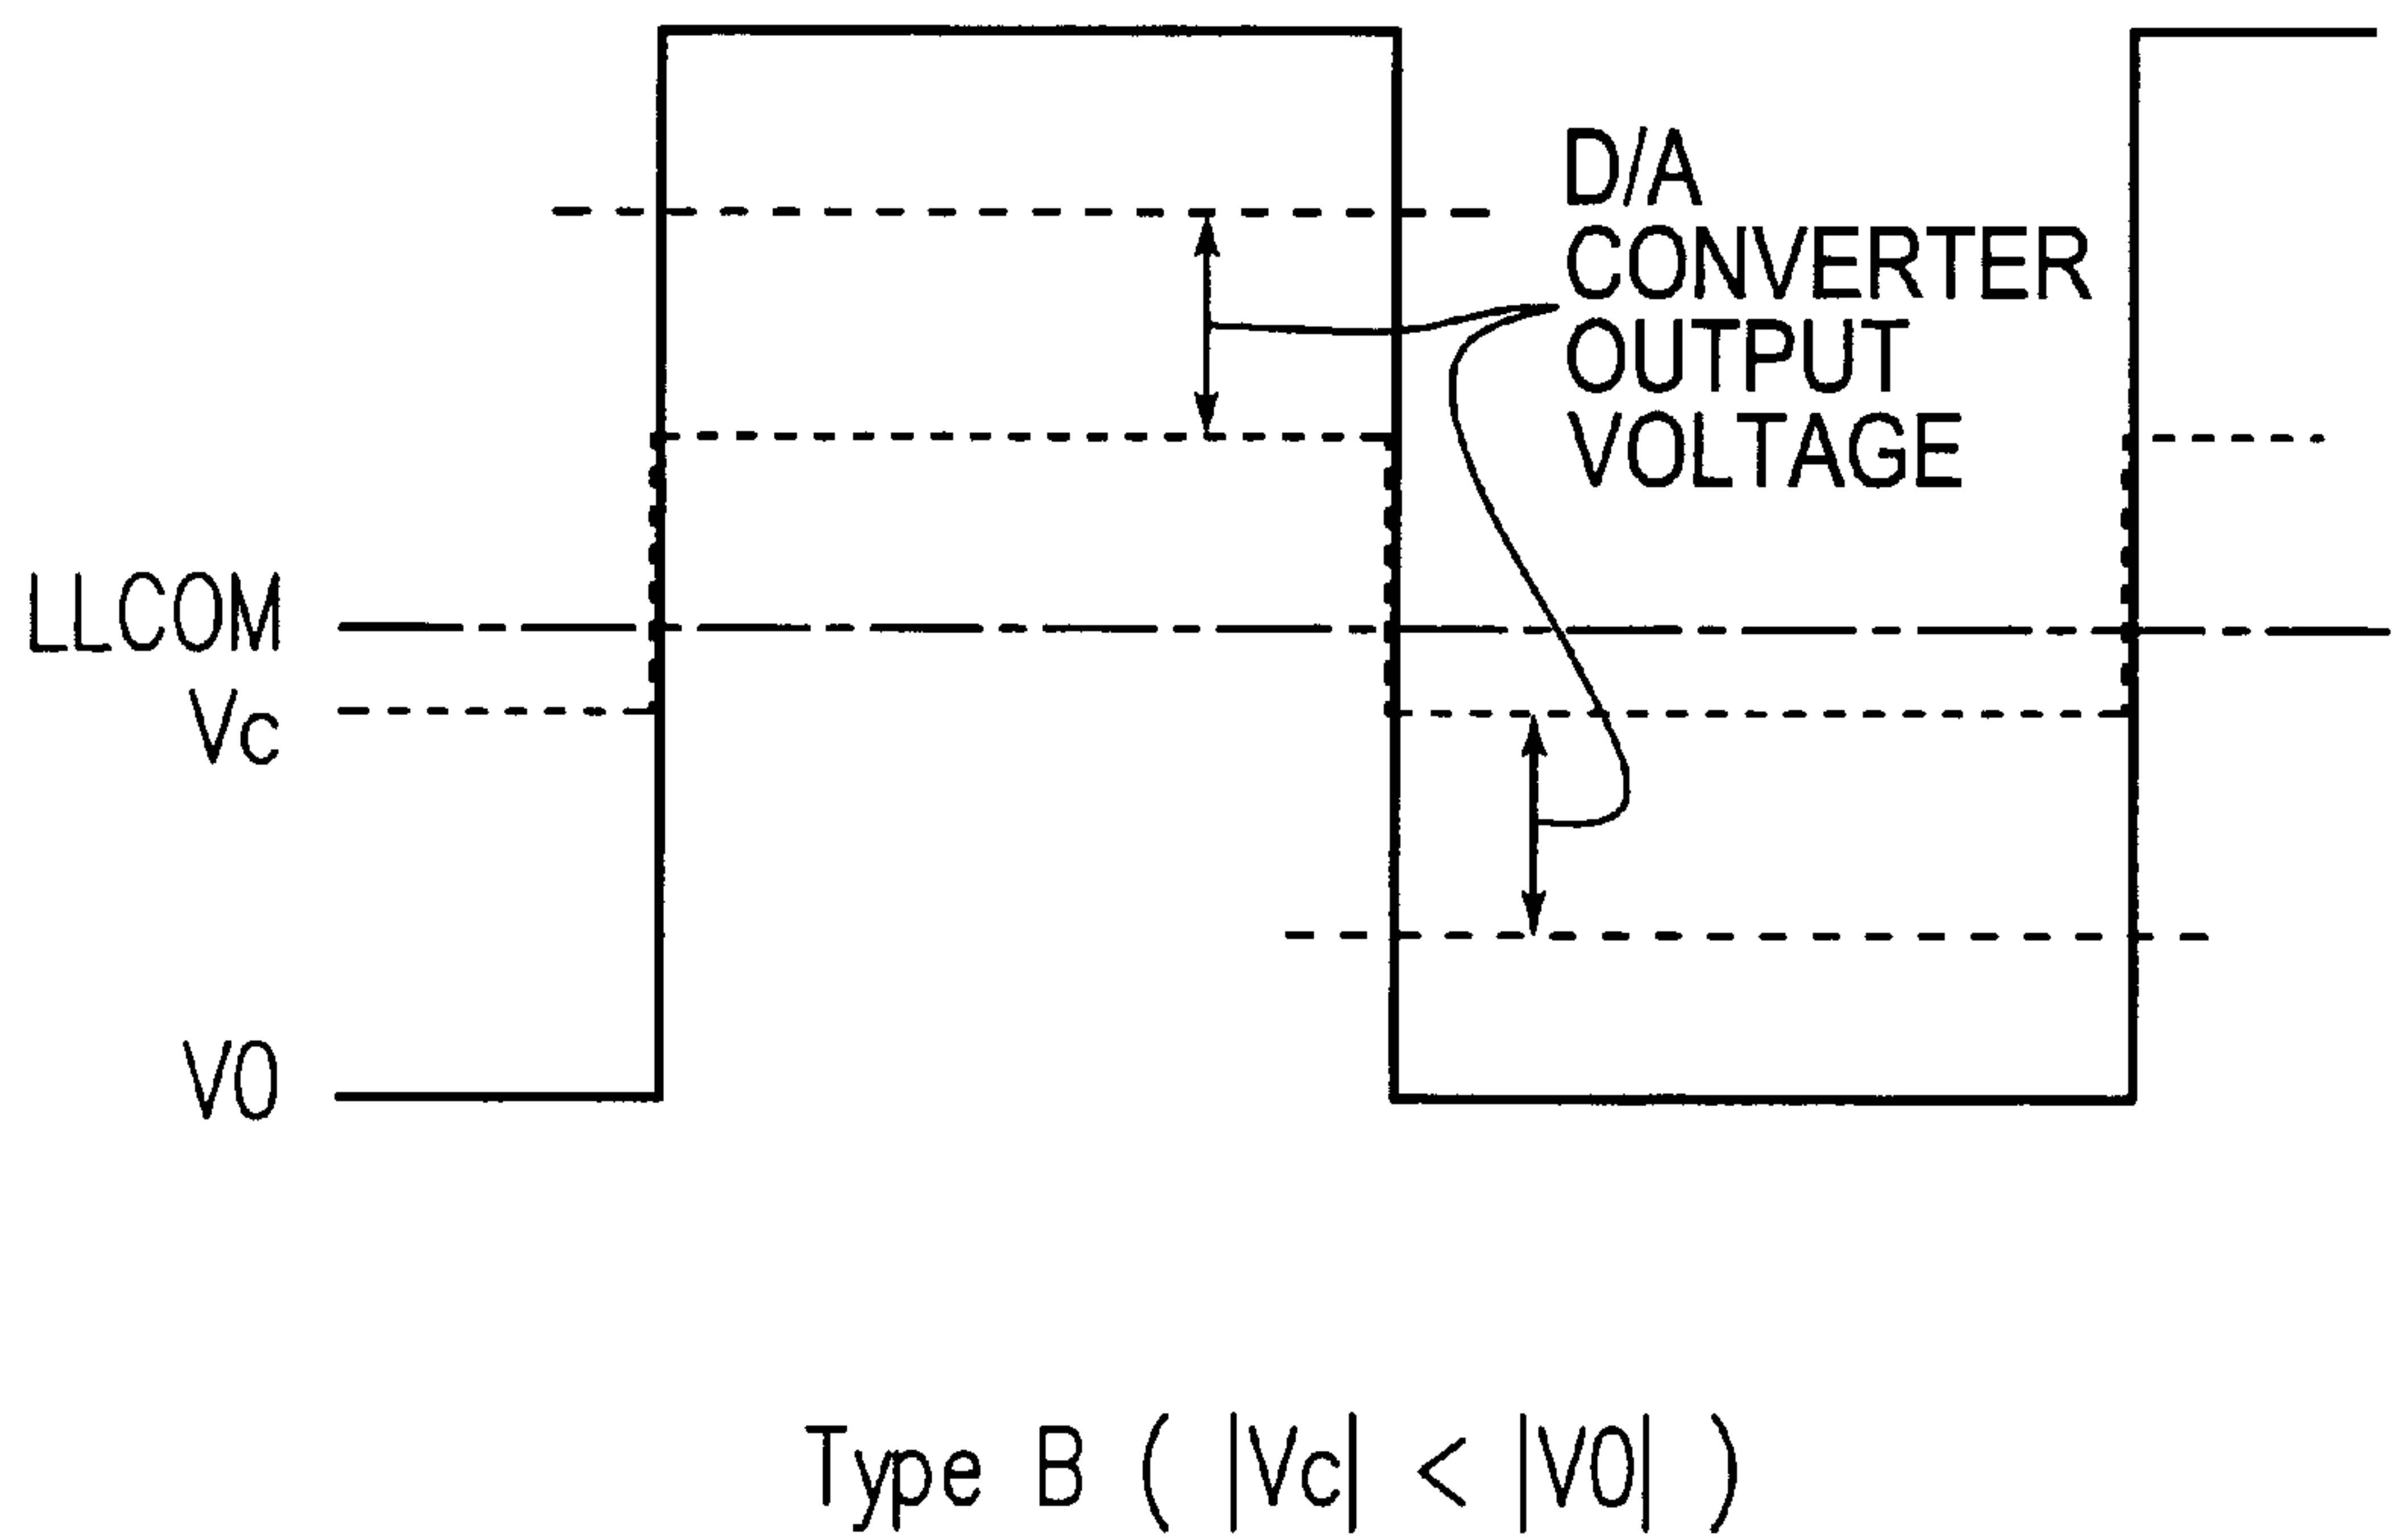 D/A
CONVERTER
OUTPUT
VOLTAGE
LLCOM
Vc
V0
Type B ( |Vc| < |V0| )